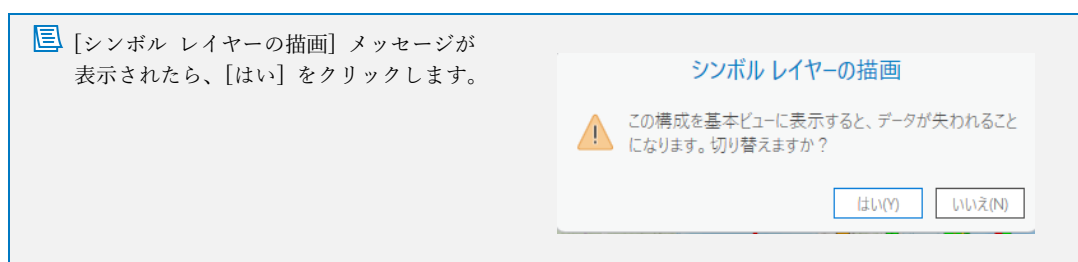 [シンボル レイヤーの描画] メッセージが
表示されたら、[はい] をクリックします。
シンボル レイヤーの描画
この構成を基本ビューに表示すると、データが失われること
になります。切り替えますか?
はい(Y) いいえ(N)